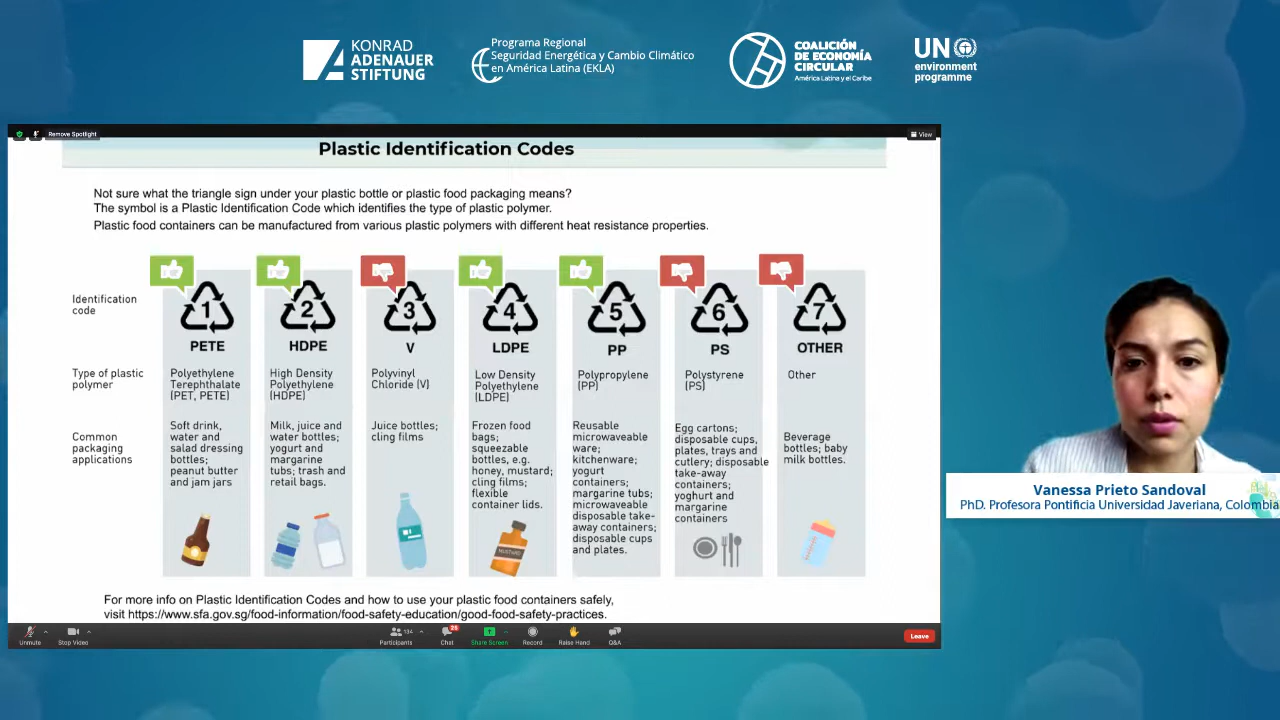 KONRAD
ADENAUER
STIFTUNG
Programa Regional
Seguridad Energética y Cambio Climático
en América Latina (EKLA)
COALICIÓN
DE ECONOMÍA
CIRCULAR
América Latina y el Caribe
UN
environment
programme
Remove Spotlight
View
Plastic Identification Codes
Not sure what the triangle sign under your plastic bottle or plastic food packaging means?
The symbol is a Plastic Identification Code which identifies the type of plastic polymer.
Plastic food containers can be manufactured from various plastic polymers with different heat resistance properties.
Identification
code
1
PETE
2
HDPE
3
V
4
LDPE
5
PP
6
PS
7
OTHER
Type of plastic
polymer
Polyethylene
Terephthalate
(PET, PETE)
High Density
Polyethylene
(HDPE)
Polyvinyl
Chloride (V)
Low Density
Polyethylene
(LDPE)
Polypropylene
(PP)
Polystyrene
(PS)
Other
Common
packaging
applications
Soft drink,
water and
salad dressing
bottles;
peanut butter
and jam jars
Milk, juice and
water bottles;
yogurt and
margarine
tubs; trash and
retail bags.
Juice bottles;
cling films
Frozen food
bags;
squeezable
bottles, e.g.
honey, mustard;
cling films;
flexible
container lids.
Reusable
microwaveable
ware;
kitchenware;
yogurt
containers;
margarine tubs;
microwaveable
disposable take-
away containers;
disposable cups
and plates.
Egg cartons;
disposable cups,
plates, trays and
cutlery; disposable
take-away
containers;
yoghurt and
margarine
containers
Beverage
bottles; baby
milk bottles.
MUSTARD
For more info on Plastic Identification Codes and how to use your plastic food containers safely,
visit https://www.sfa.gov.sg/food-information/food-safety-education/good-food-safety-practices.
Unmute
Stop Video
134
Participants
Chat
Share Screen
Record
Raise Hand
Q&A
Leave
Vanessa Prieto Sandoval
PhD. Profesora Pontificia Universidad Javeriana, Colombia